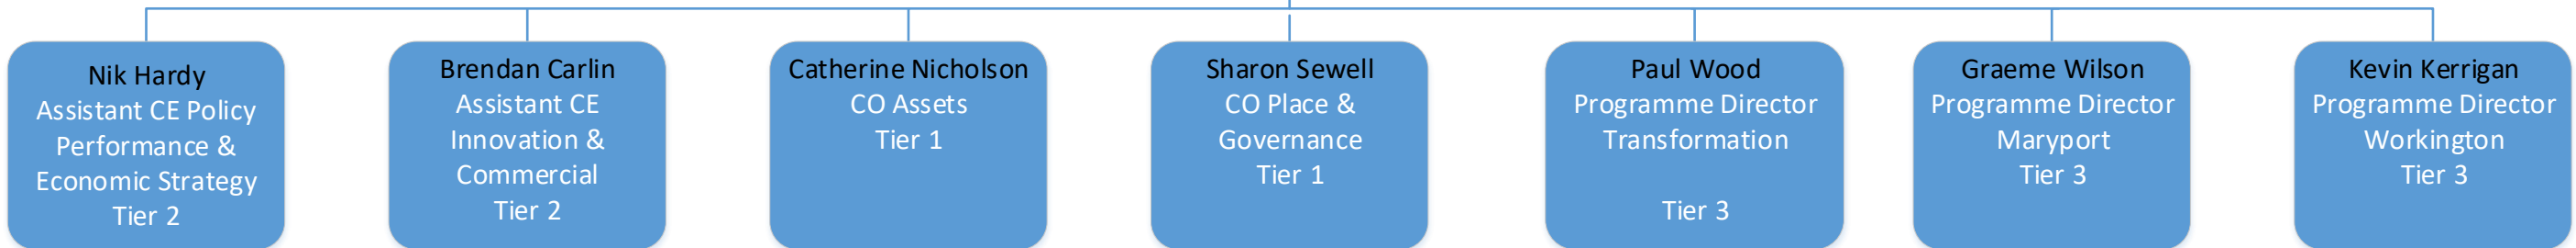 Nik Hardy
Assistant CE Policy
Performance &
Economic Strategy
Tier 2
Brendan Carlin
Assistant CE
Innovation &
Commercial
Tier 2
Catherine Nicholson
CO Assets
Tier 1
Sharon Sewell
CO Place &
Governance
Tier 1
Paul Wood
Programme Director
Transformation
Tier 3
Graeme Wilson
Programme Director
Maryport
Tier 3
Kevin Kerrigan
Programme Director
Workington
Tier 3